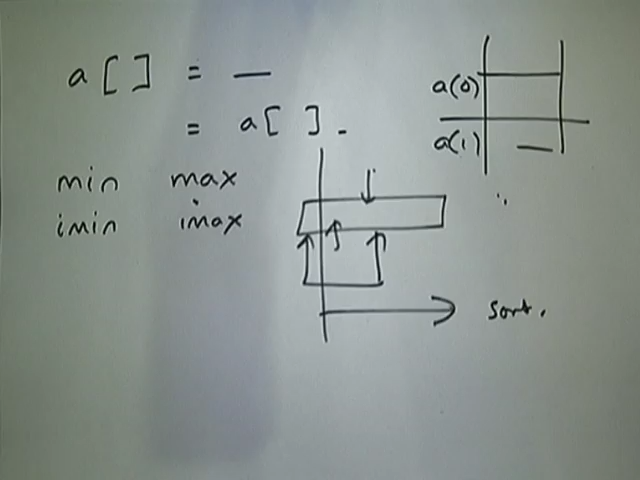 a [ ] = —
= a [ ] .
a(0)
a(1) —
min max
imin imax
sort.